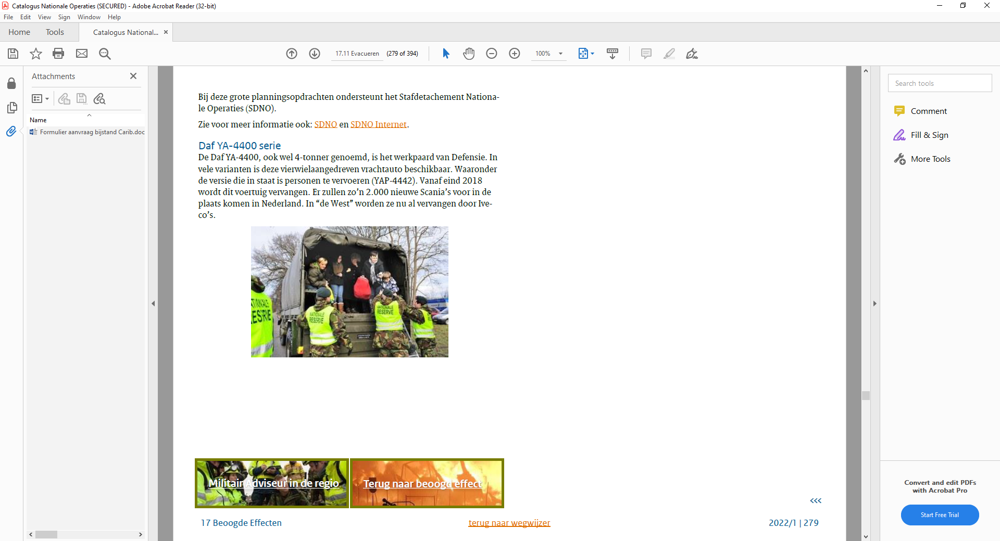 Catalogus Nationale Operaties (SECURED) - Adobe Acrobat Reader (32-bit)
File Edit View Sign Window Help
Home Tools Catalogus National...
17.11 Evacueren (279 of 394) 100%
Attachments
Name
Formulier aanvraag bijstand Carib.doc
Bij deze grote planningsopdrachten ondersteunt het Stafdetachement Nationa-
le Operaties (SDNO).
Zie voor meer informatie ook: SDNO en SDNO Internet.
Daf YA-4400 serie
De Daf YA-4400, ook wel 4-tonner genoemd, is het werkpaard van Defensie. In
vele varianten is deze vierwielaangedreven vrachtauto beschikbaar. Waaronder
de versie die in staat is personen te vervoeren (YAP-4442). Vanaf eind 2018
wordt dit voertuig vervangen. Er zullen zo’n 2.000 nieuwe Scania’s voor in de
plaats komen in Nederland. In “de West” worden ze nu al vervangen door Ive-
co’s.
NATIONALE
RESERVE
NATIONALE
RESERVE
Militair Adviseur in de regio
Terug naar beoogd effect
<<<
17 Beoogde Effecten
terug naar wegwijzer
2022/1 | 279
Search tools
Comment
Fill & Sign
More Tools
Convert and edit PDFs
with Acrobat Pro
Start Free Trial